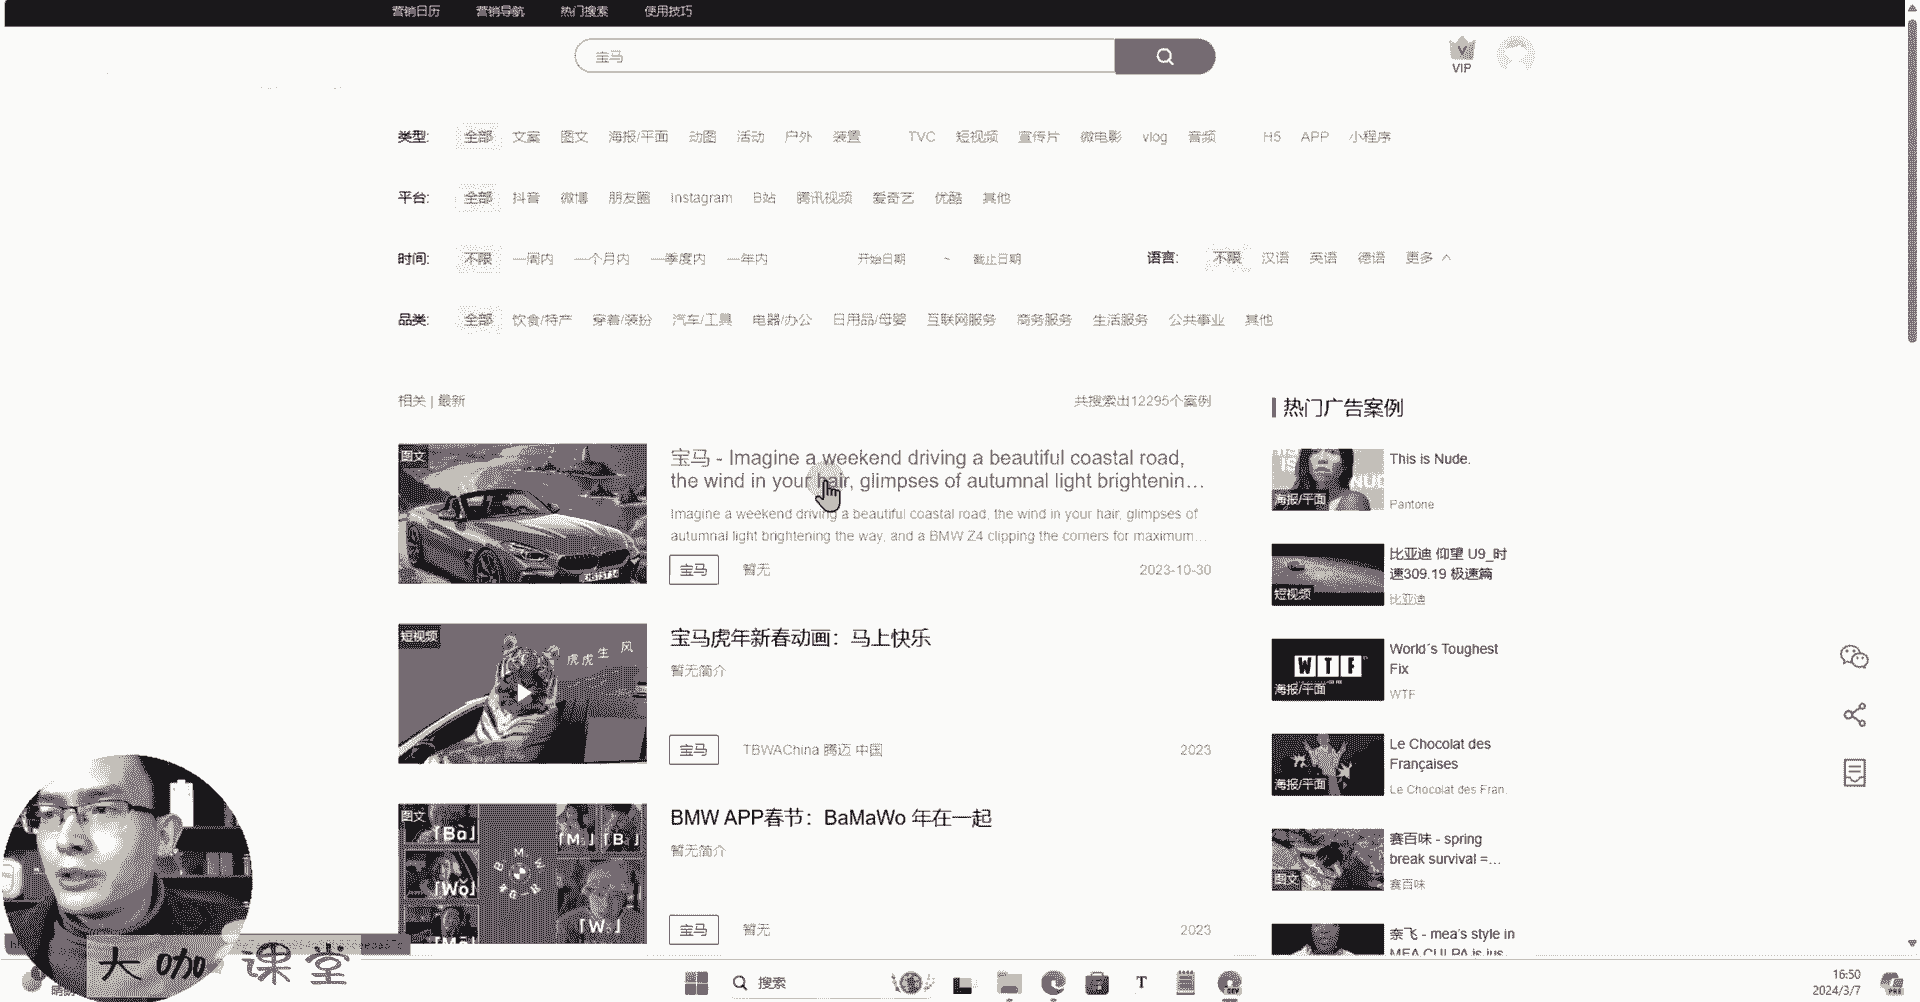 营销日历 营销导航 热门搜索 使用技巧
宝马
VIP
类型: 全部 文案 图文 海报/平面 动图 活动 户外 装置 TVC 短视频 宣传片 微电影 vlog 音频 H5 APP 小程序
平台: 全部 抖音 微博 朋友圈 Instagram B站 腾讯视频 爱奇艺 优酷 其他
时间: 不限 一周内 一个月内 一季度内 一年内 开始日期 ~ 截止日期 语言: 不限 汉语 英语 德语 更多
品类: 全部 饮食/特产 穿着/装扮 汽车/工具 电器/办公 日用品/母婴 互联网服务 商务服务 生活服务 公共事业 其他
相关 | 最新 共搜索出12295个案例
图文
宝马 - Imagine a weekend driving a beautiful coastal road,
the wind in your hair, glimpses of autumnal light brightenin...
Imagine a weekend driving a beautiful coastal road, the wind in your hair, glimpses of
autumnal light brightening the way, and a BMW Z4 clipping the corners for maximum...
宝马 暂无 2023-10-30
短视频
虎虎生风
宝马虎年新春动画：马上快乐
暂无简介
宝马 TBWAChina 腾迈 中国 2023
图文
「Bà」
「Wǒ」
BMW APP春节：BaMaWo 年在一起
暂无简介
宝马 暂无 2023
热门广告案例
海报/平面
This is Nude.
Pantone
短视频
比亚迪 仰望 U9_时
速309.19 极速篇
比亚迪
WTF
海报/平面
World´s Toughest
Fix
WTF
海报/平面
Le Chocolat des
Françaises
Le Chocolat des Fran.
图文
赛百味 - spring
break survival =...
赛百味
奈飞 - mea's style in
MEA CULPA is jus.
大咖课堂
搜索
T
DEV
16:50
2024/3/7
PRE